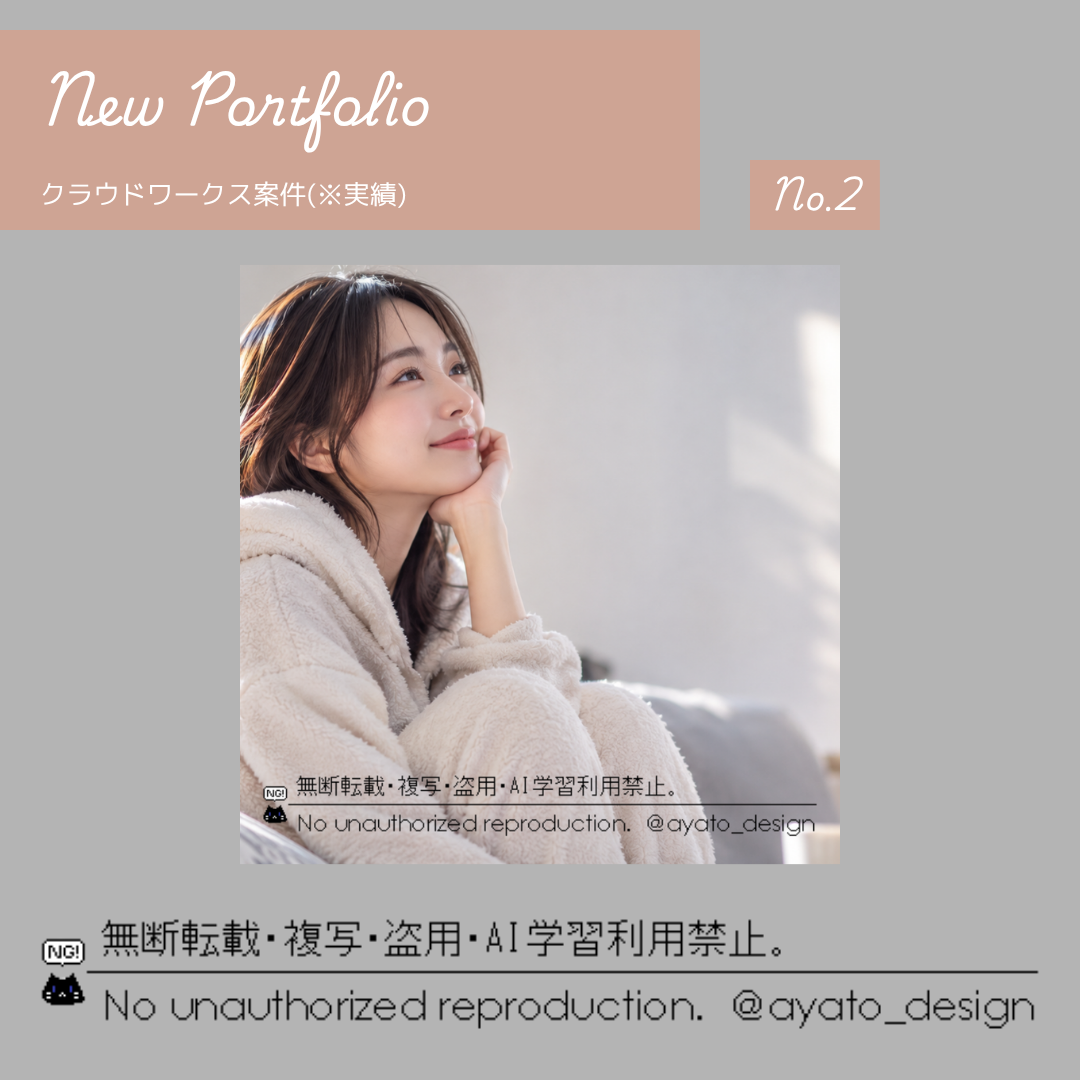 New Portfolio
クラウドワークス案件(※実績)
No.2
NG!
無断転載・複写・盗用・AI学習利用禁止。
No unauthorized reproduction. @ayato_design
NG!
無断転載・複写・盗用・AI学習利用禁止。
No unauthorized reproduction. @ayato_design